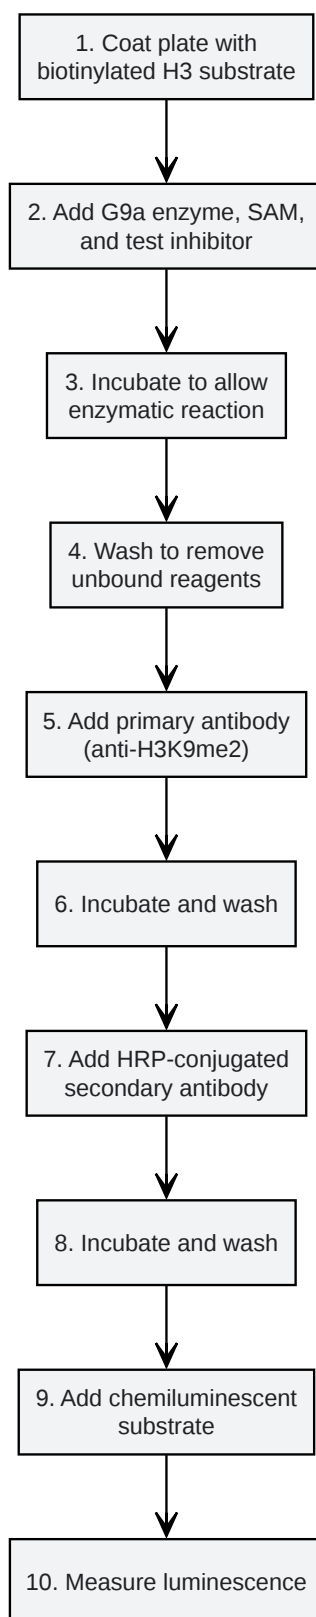 1. Coat plate with
biotinylated H3 substrate
2. Add G9a enzyme, SAM,
and test inhibitor
3. Incubate to allow
enzymatic reaction
4. Wash to remove
unbound reagents
5. Add primary antibody
(anti-H3K9me2)
6. Incubate and wash
7. Add HRP-conjugated
secondary antibody
8. Incubate and wash
9. Add chemiluminescent
substrate
10. Measure luminescence